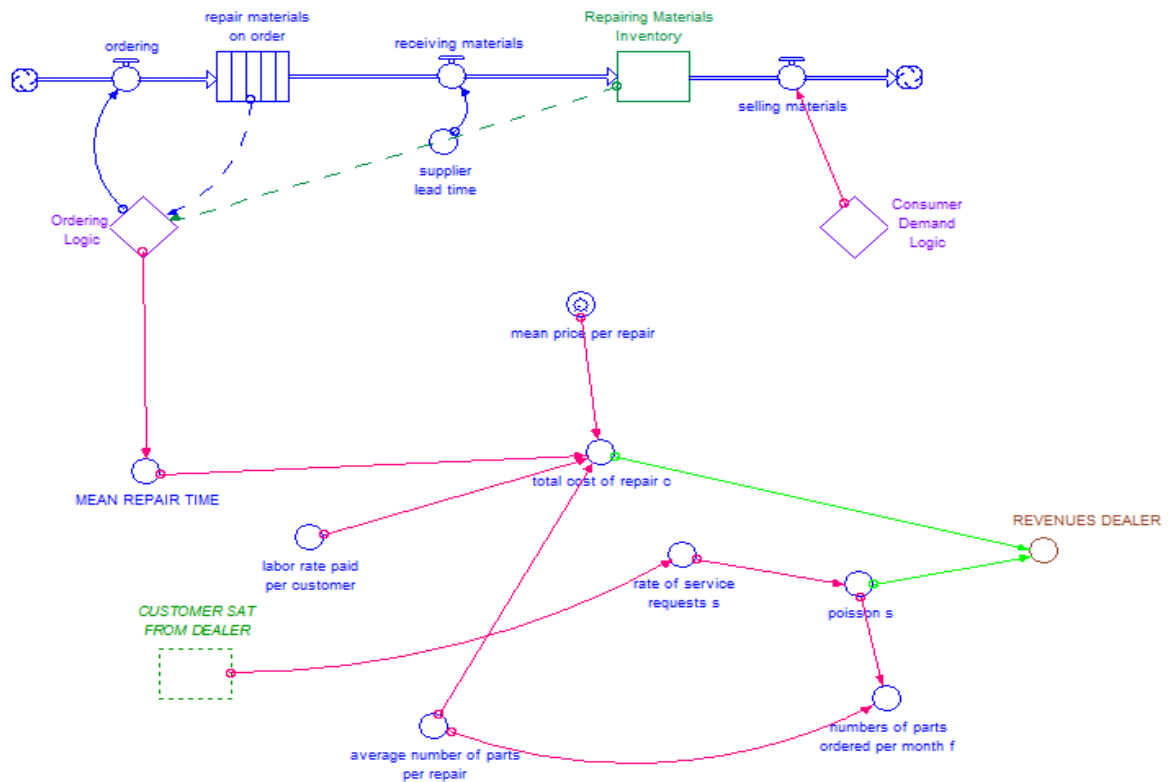 repair materials
on order
Repairing Materials
Inventory
ordering
receiving materials
selling materials
supplier
lead time
Ordering
Logic
Consumer
Demand
Logic
mean price per repair
MEAN REPAIR TIME
total cost of repair c
REVENUES DEALER
labor rate paid
per customer
rate of service
requests s
poisson s
CUSTOMER SAT
FROM DEALER
average number of parts
per repair
numbers of parts
ordered per month f